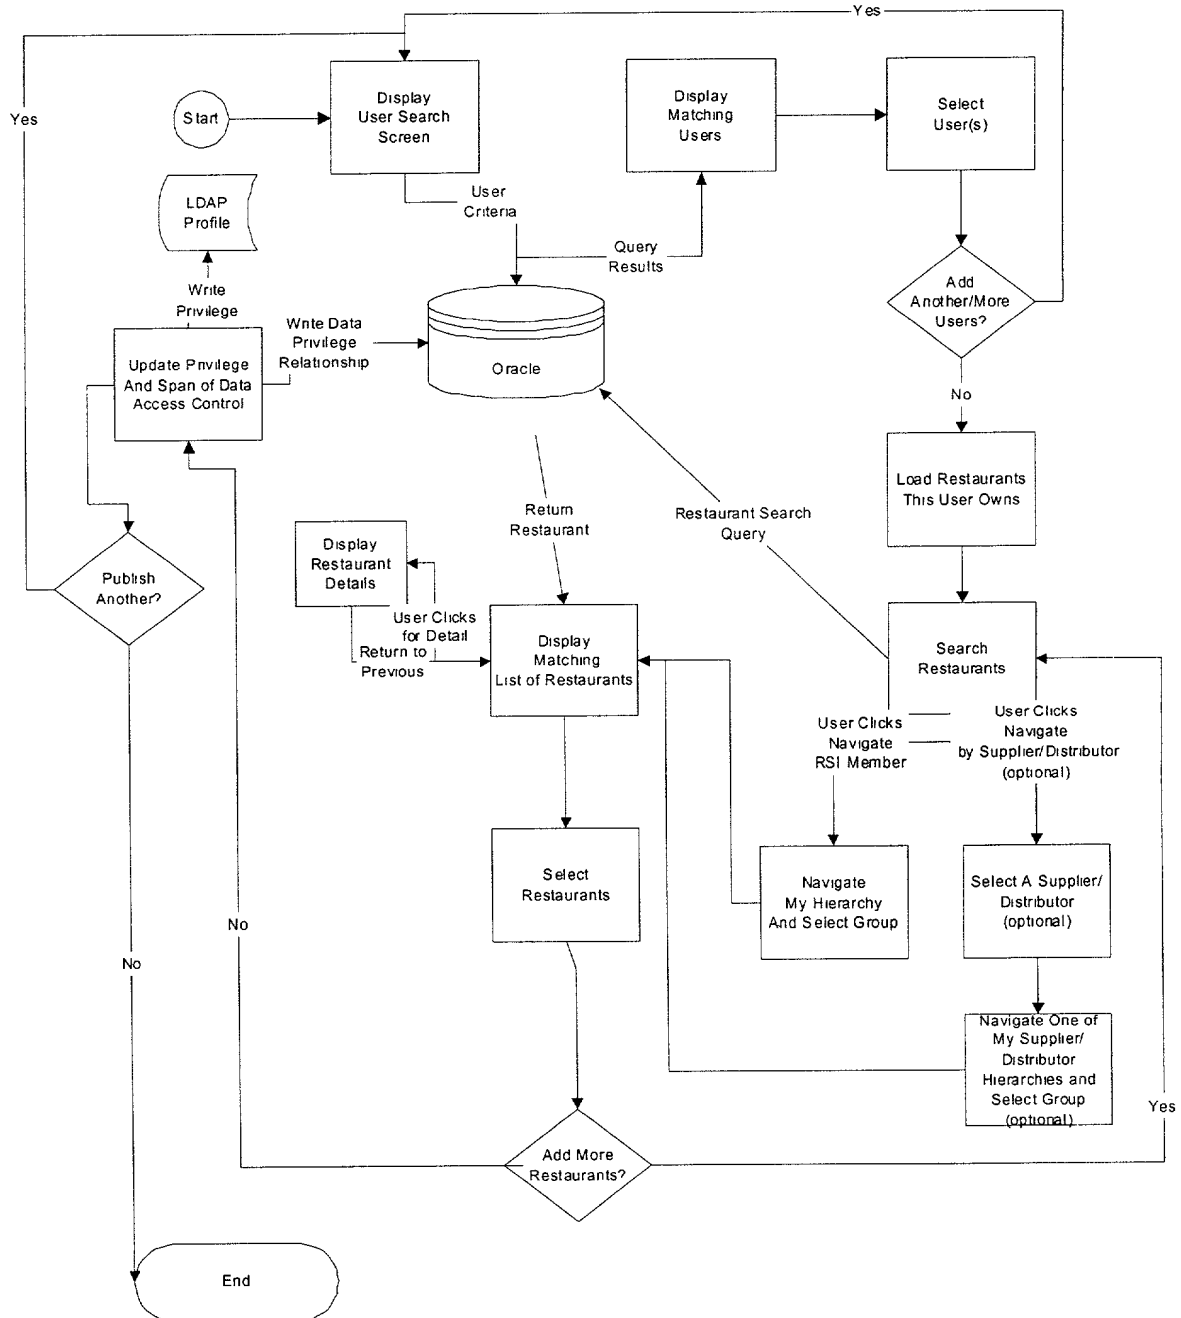 Yes
Yes
Start
Display
User Search
Screen
Display
Matching
Users
Select
User(s)
LDAP
Profile
User
Criteria
Query
Results
Add
Another/More
Users?
Write
Privilege
Write Data
Privilege
Relationship
Update Privilege
And Span of Data
Access Control
Oracle
No
Load Restaurants
This User Owns
Return
Restaurant
Restaurant Search
Query
Display
Restaurant
Details
Publish
Another?
User Clicks
for Detail
Return to
Previous
Display
Matching
List of Restaurants
Search
Restaurants
User Clicks
Navigate
RSI Member
User Clicks
Navigate
by Supplier/Distributor
(optional)
Select
Restaurants
Navigate
My Hierarchy
And Select Group
Select A Supplier/
Distributor
(optional)
No
No
Navigate One of
My Supplier/
Distributor
Hierarchies and
Select Group
(optional)
Yes
Add More
Restaurants?
End